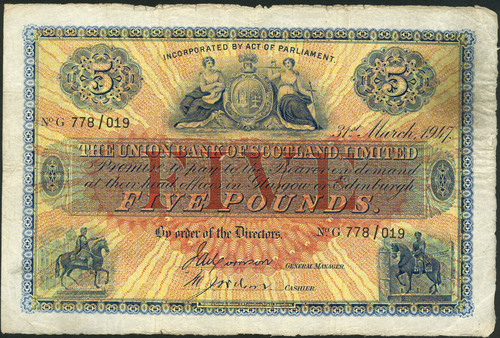 INCORPORATED BY ACT OF PARLIAMENT.
5 5
No G 778/019
31st March, 1947.
THE UNION BANK OF SCOTLAND, LIMITED
Promise to pay to the Bearer on demand
at their head offices in Glasgow or Edinburgh
FIV
FIVE POUNDS.
By order of the Directors.
No G 778/019
GENERAL MANAGER.
CASHIER.